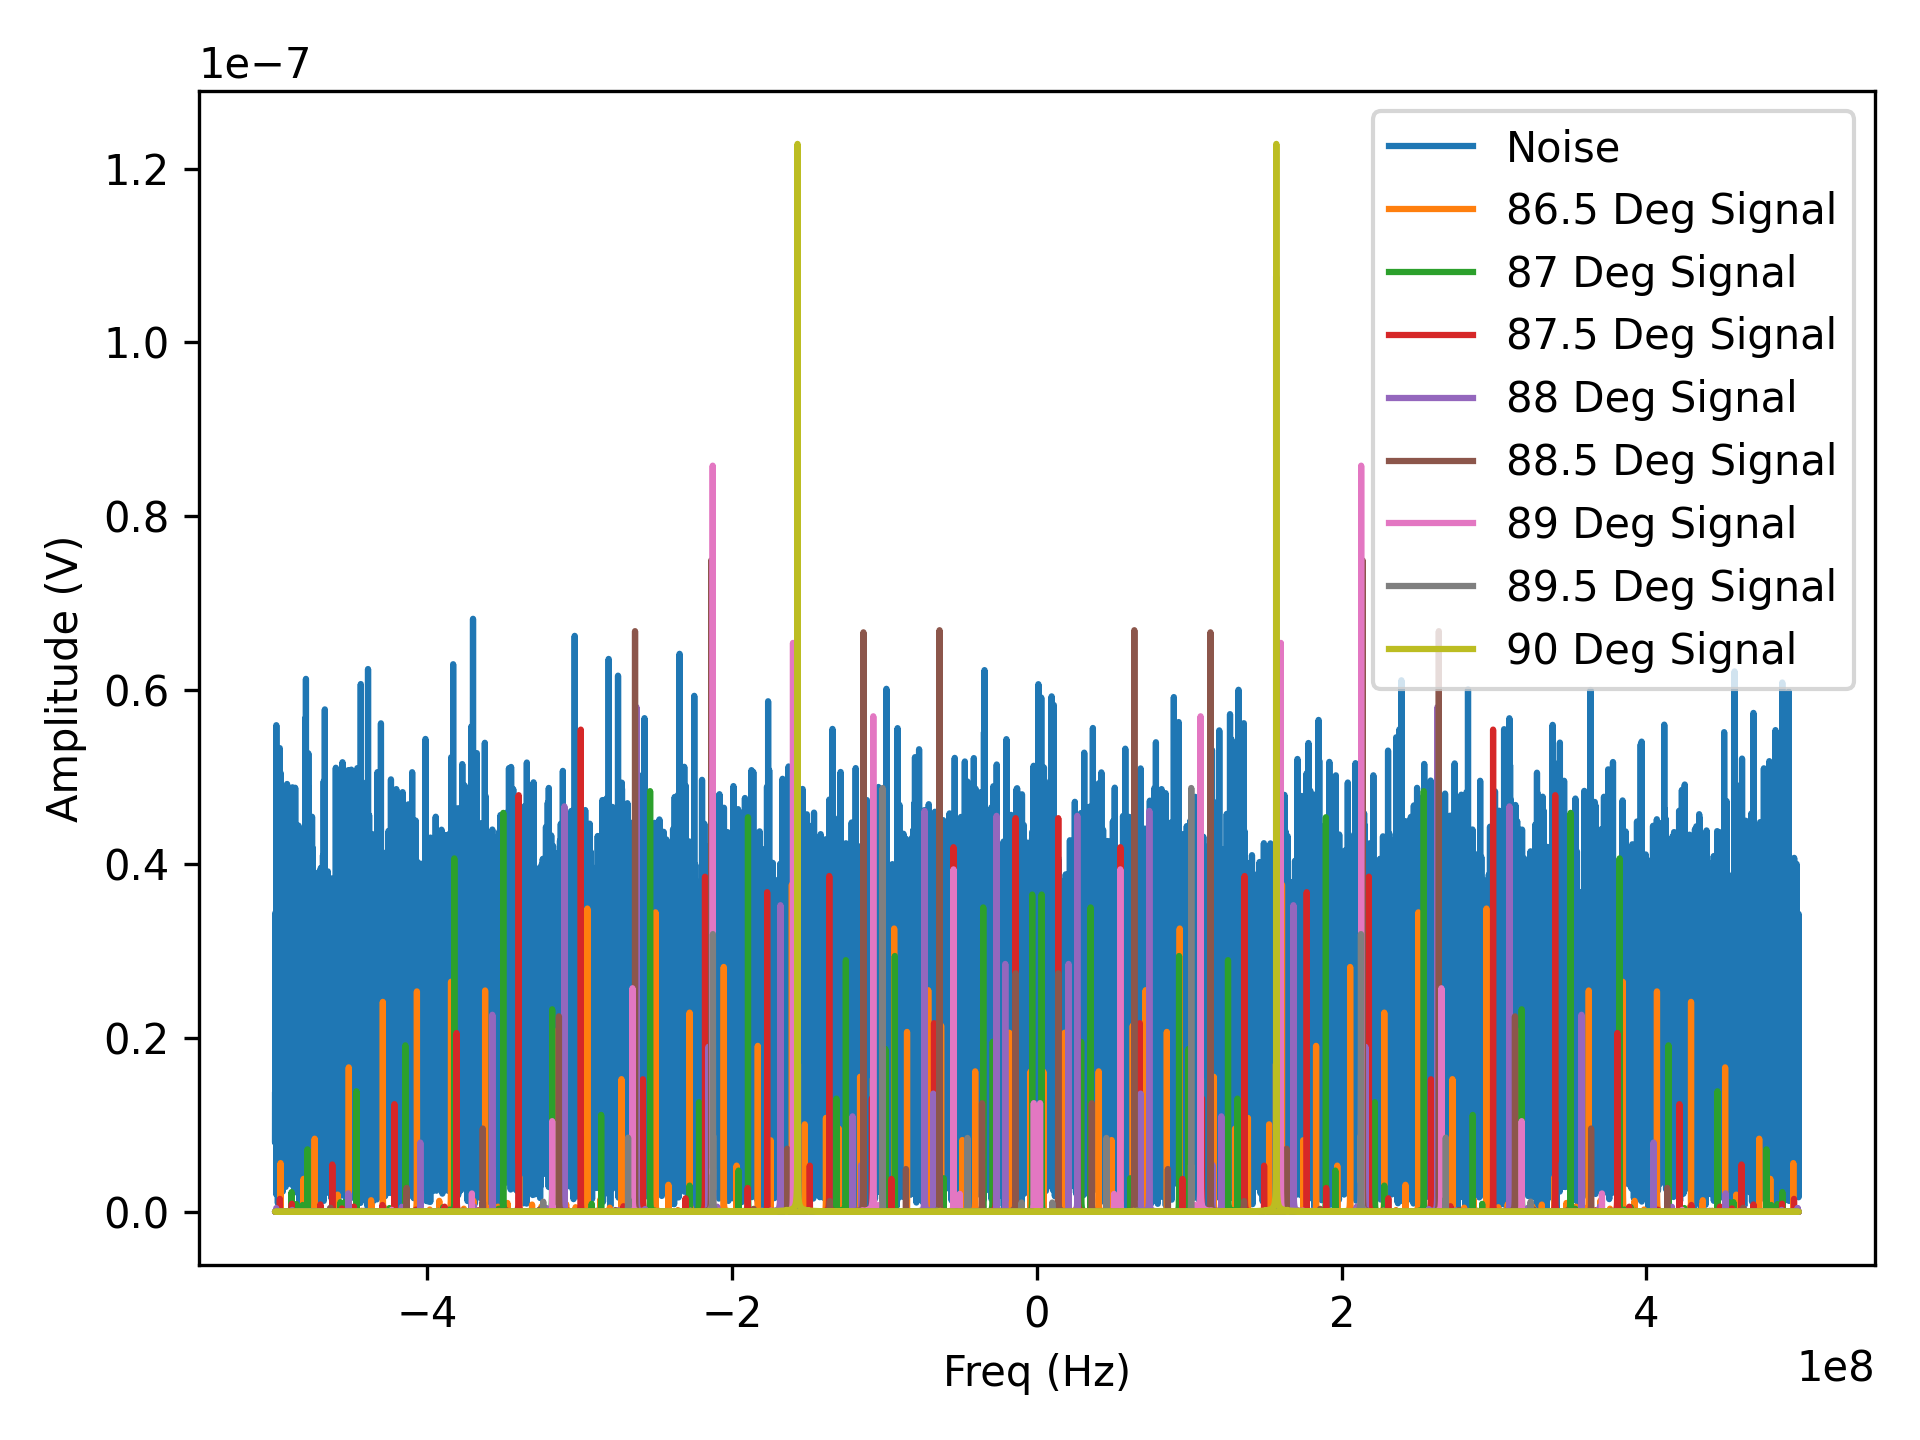 1e−7
1.2
1.0
0.8
0.6
0.4
0.2
0.0
Amplitude (V)
Noise
86.5 Deg Signal
87 Deg Signal
87.5 Deg Signal
88 Deg Signal
88.5 Deg Signal
89 Deg Signal
89.5 Deg Signal
90 Deg Signal
−4 −2 0 2 4
Freq (Hz)
1e8